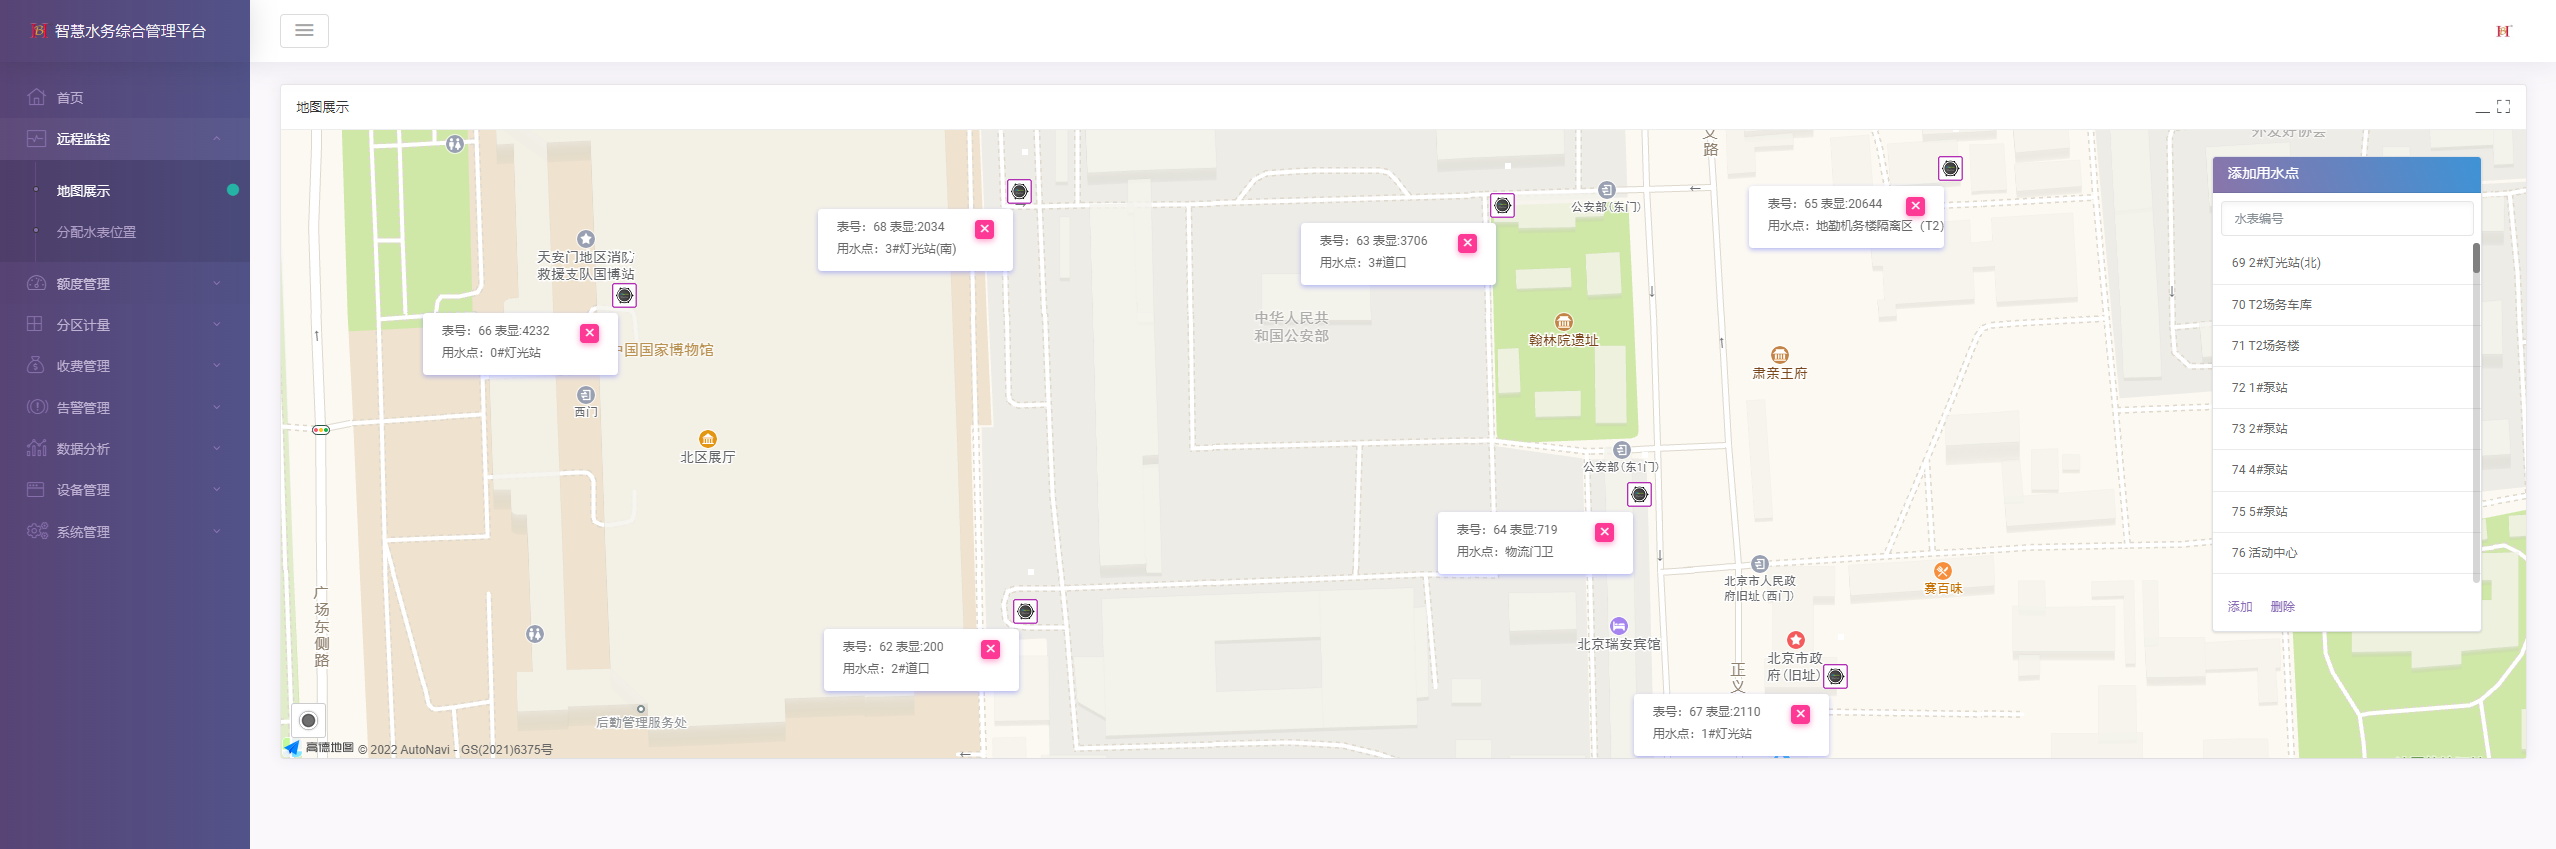 智慧水务综合管理平台
首页
远程监控
地图展示
分配水表位置
额度管理
分区计量
收费管理
告警管理
数据分析
设备管理
系统管理
地图展示
义路
公安部(东门)
表号：68 表显:2034
用水点：3#灯光站(南)
表号：63 表显:3706
用水点：3#道口
表号：65 表显:20644
用水点：地勤机务楼隔离区（T2)
天安门地区消防
救援支队国博站
表号：66 表显:4232
用水点：0#灯光站
中国国家博物馆
中华人民共
和国公安部
翰林院遗址
肃亲王府
西门
北区展厅
公安部(东1门)
表号：64 表显:719
用水点：物流门卫
北京市人民政
府旧址(西门)
赛百味
广场东侧路
表号：62 表显:200
用水点：2#道口
北京瑞安宾馆
北京市政
府(旧址)
正义
表号：67 表显:2110
用水点：1#灯光站
后勤管理服务处
高德地图 © 2022 AutoNavi - GS(2021)6375号
添加用水点
水表编号
69 2#灯光站(北)
70 T2场务车库
71 T2场务楼
72 1#泵站
73 2#泵站
74 4#泵站
75 5#泵站
76 活动中心
添加 删除